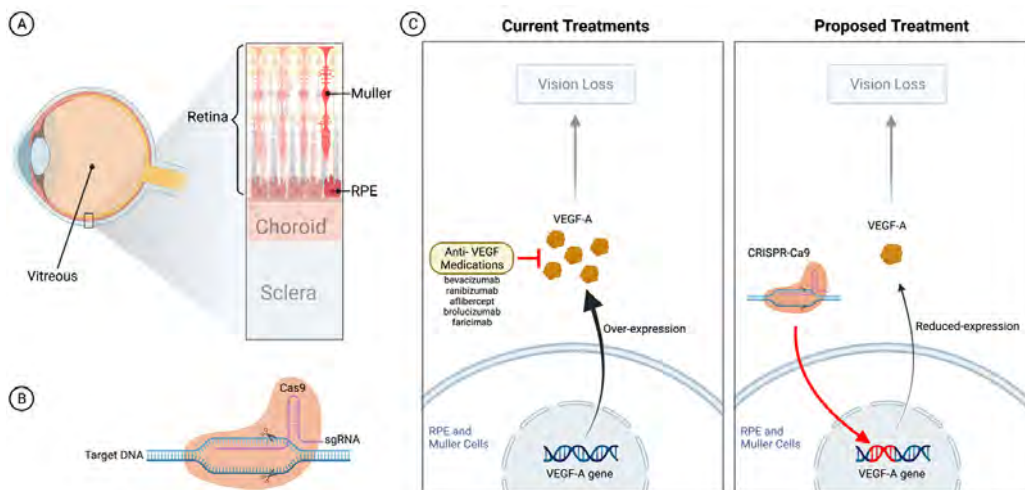 A
Retina
Muller
RPE
Choroid
Sclera
Vitreous
B
Cas9
sgRNA
Target DNA
C
Current Treatments
Vision Loss
VEGF-A
Anti- VEGF
Medications
bevacizumab
ranibizumab
aflibercept
brolucizumab
faricimab
Over-expression
RPE and
Muller Cells
VEGF-A gene
Proposed Treatment
Vision Loss
VEGF-A
CRISPR-Ca9
Reduced-expression
RPE and
Muller Cells
VEGF-A gene